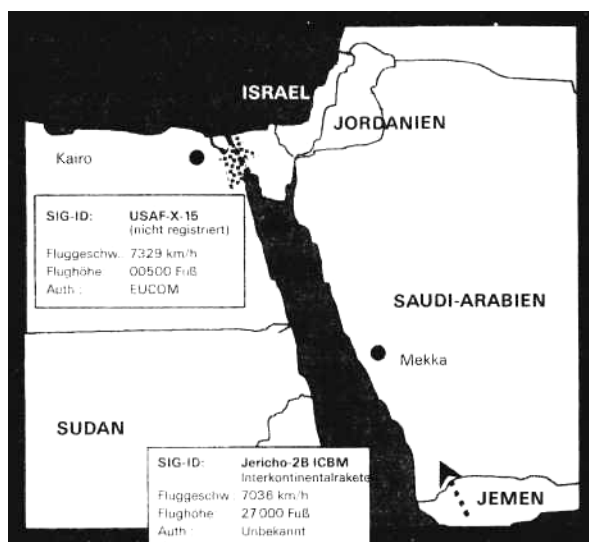 ISRAEL
JORDANIEN
Kairo
SIG-ID: USAF-X-15
(nicht registriert)
Fluggeschw.: 7329 km/h
Flughöhe 00500 Fuß
Auth : EUCOM
SAUDI-ARABIEN
Mekka
SUDAN
SIG-ID: Jericho-2B ICBM
Interkontinentalrakete
Fluggeschw.: 7036 km/h
Flughöhe 27 000 Fuß
Auth : Unbekannt
JEMEN